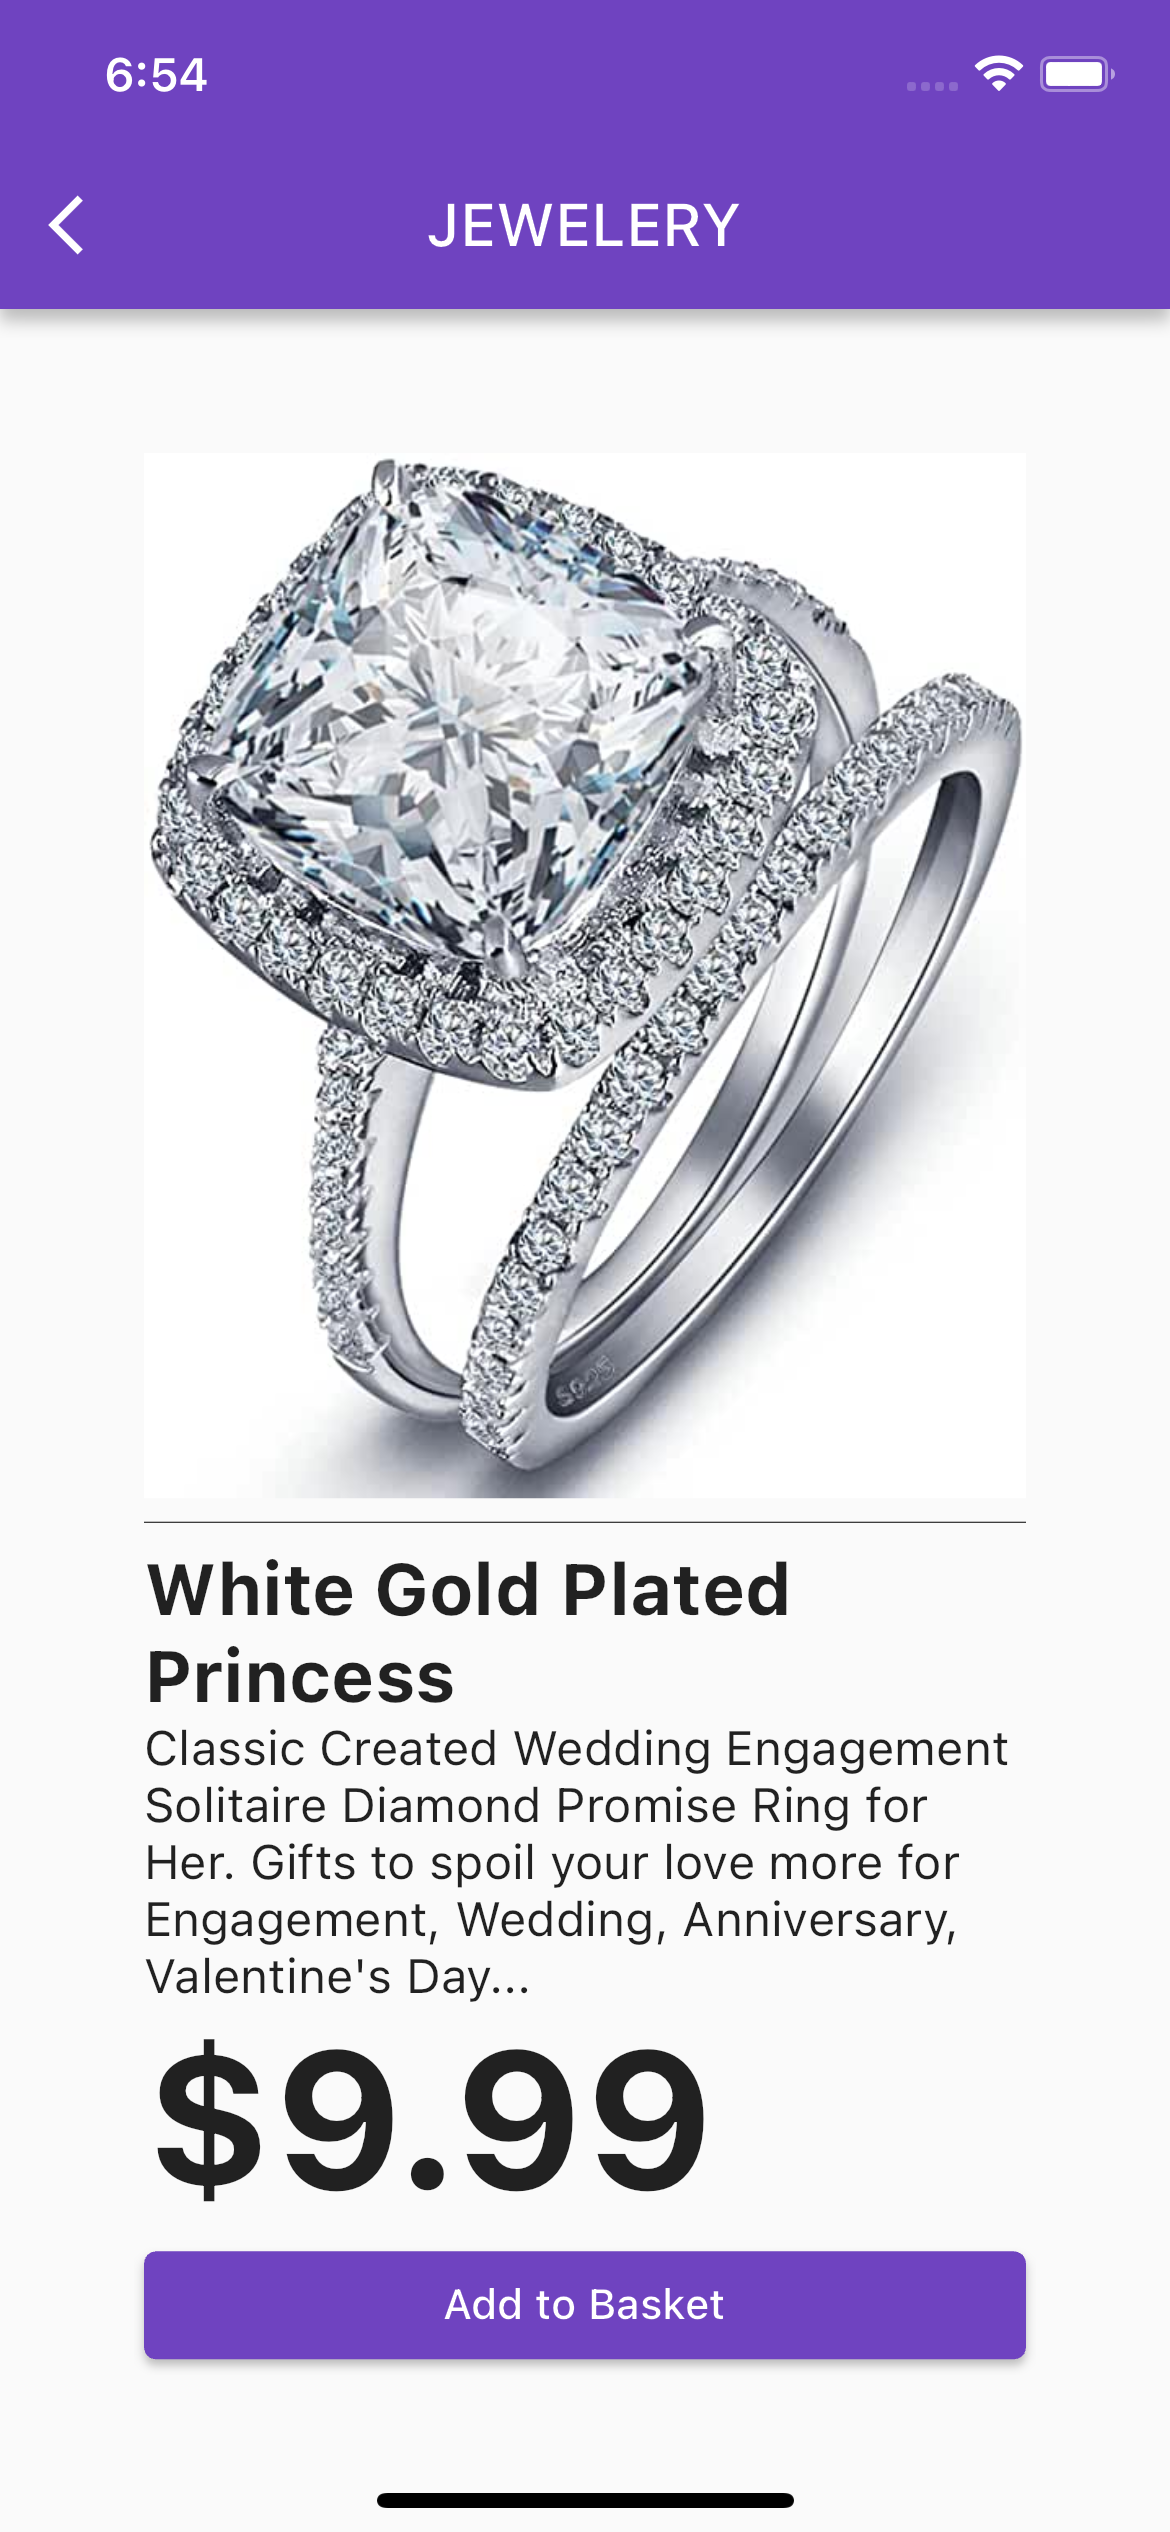 6:54
JEWELERY
S925
White Gold Plated
Princess
Classic Created Wedding Engagement
Solitaire Diamond Promise Ring for
Her. Gifts to spoil your love more for
Engagement, Wedding, Anniversary,
Valentine's Day...
$9.99
Add to Basket